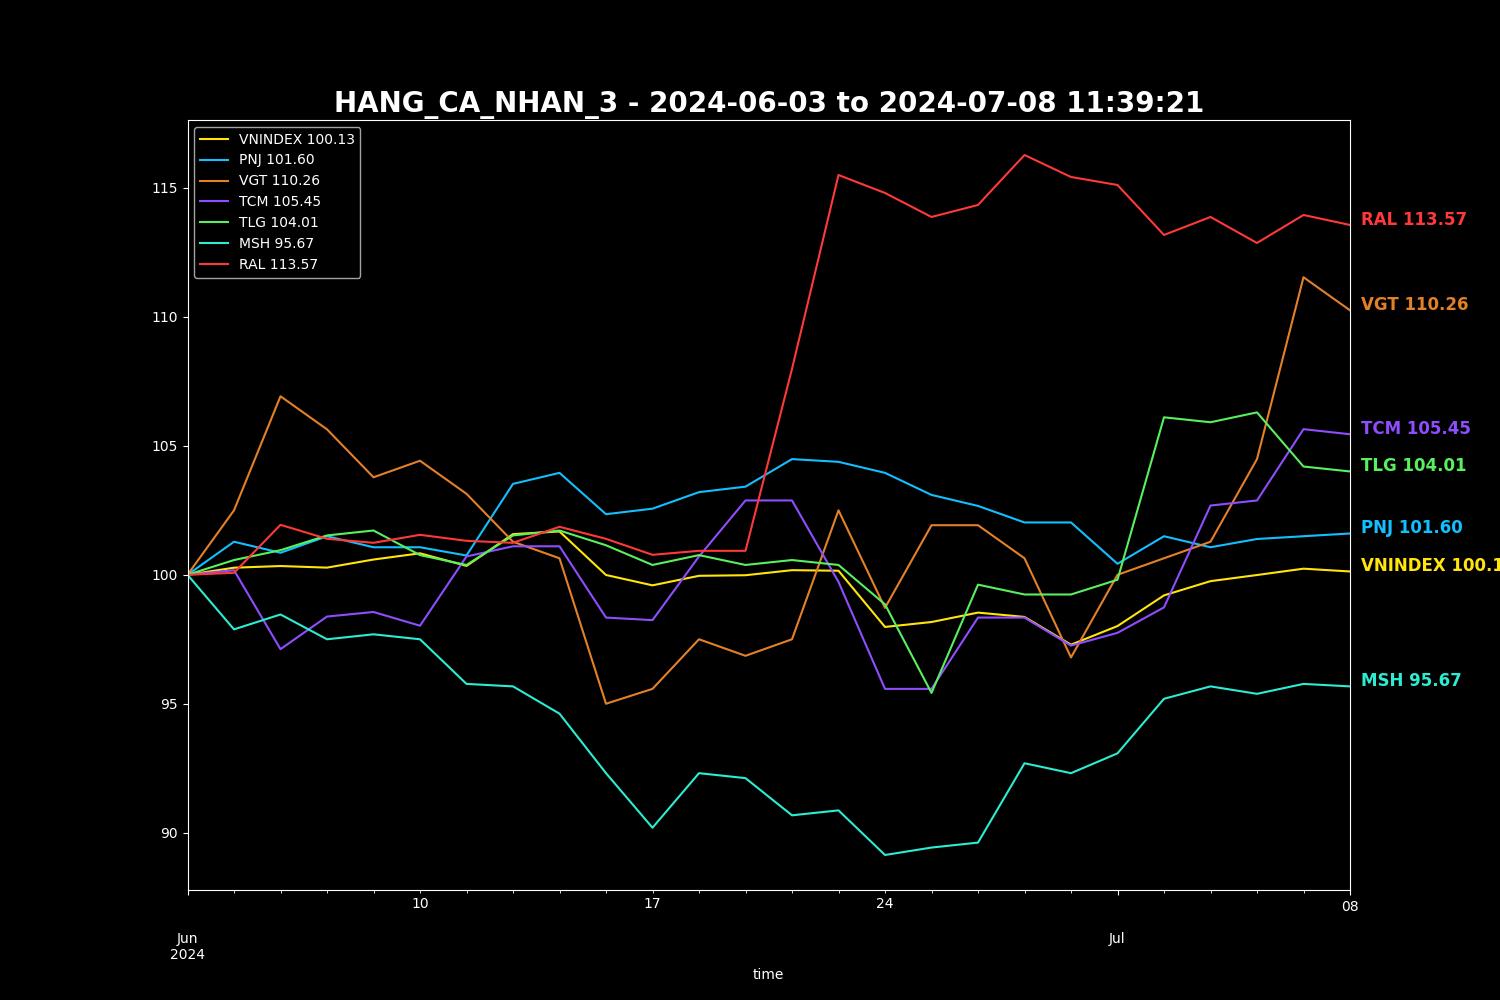 HANG_CA_NHAN_3 - 2024-06-03 to 2024-07-08 11:39:21
VNINDEX 100.13
PNJ 101.60
VGT 110.26
TCM 105.45
TLG 104.01
MSH 95.67
RAL 113.57
115
110
105
100
95
90
RAL 113.57
VGT 110.26
TCM 105.45
TLG 104.01
PNJ 101.60
VNINDEX 100.1
MSH 95.67
10
17
24
08
Jun
2024
Jul
time